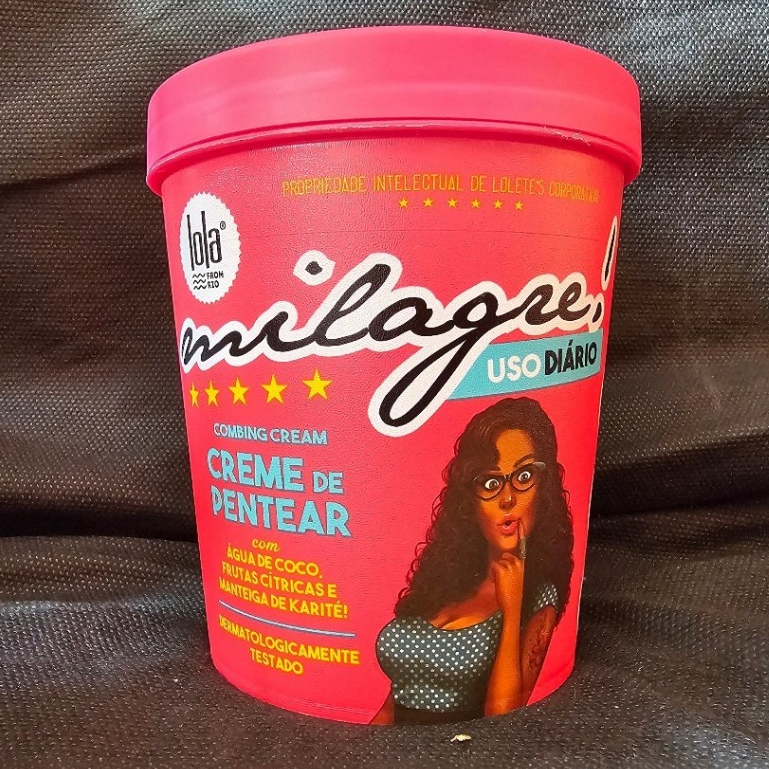 PROPRIEDADE INTELECTUAL DE LOLETE'S CORPORATION
lola®
FROM
RIO
milagre!
USO DIÁRIO
COMBING CREAM
CREME DE
PENTEAR
com
ÁGUA DE COCO,
FRUTAS CÍTRICAS E
MANTEIGA DE KARITÉ!
DERMATOLOGICAMENTE
TESTADO